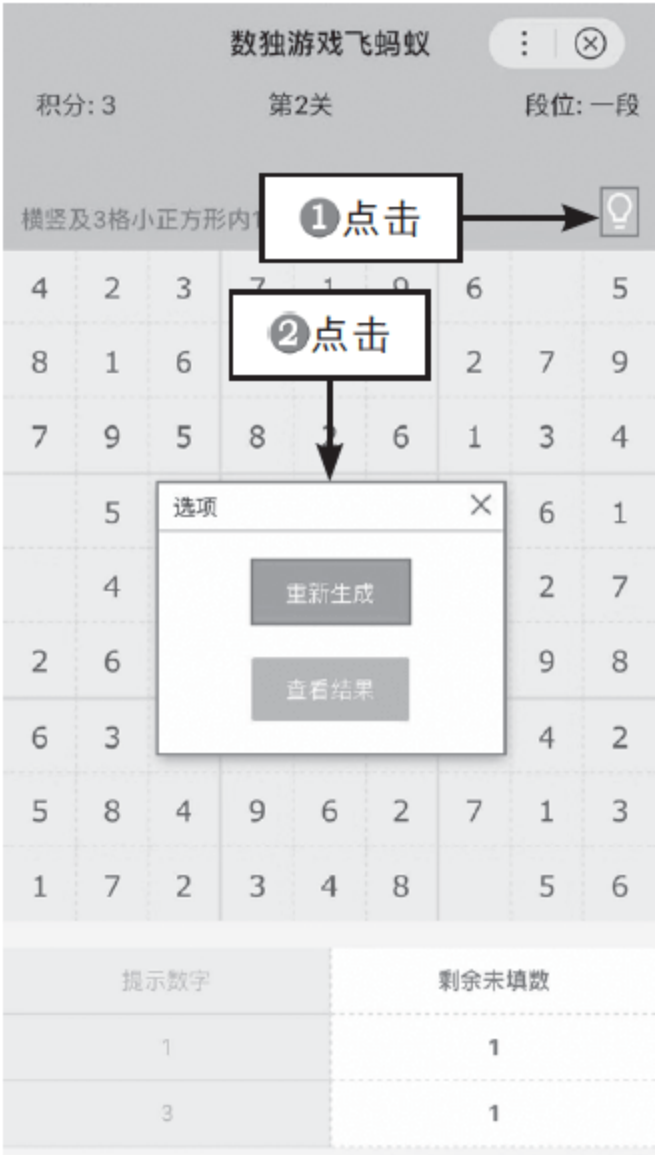 数独游戏飞蚂蚁
积分: 3 第2关 段位: 一段
横竖及3格小正方形内 ❶点击
4 2 3 7 1 9 6 5
❷点击
8 1 6 2 7 9
7 9 5 8 2 6 1 3 4
选项
5 6 1
重新生成
4 2 7
查看结果
2 6 9 8
6 3 4 2
5 8 4 9 6 2 7 1 3
1 7 2 3 4 8 5 6
提示数字 剩余未填数
1 1
3 1